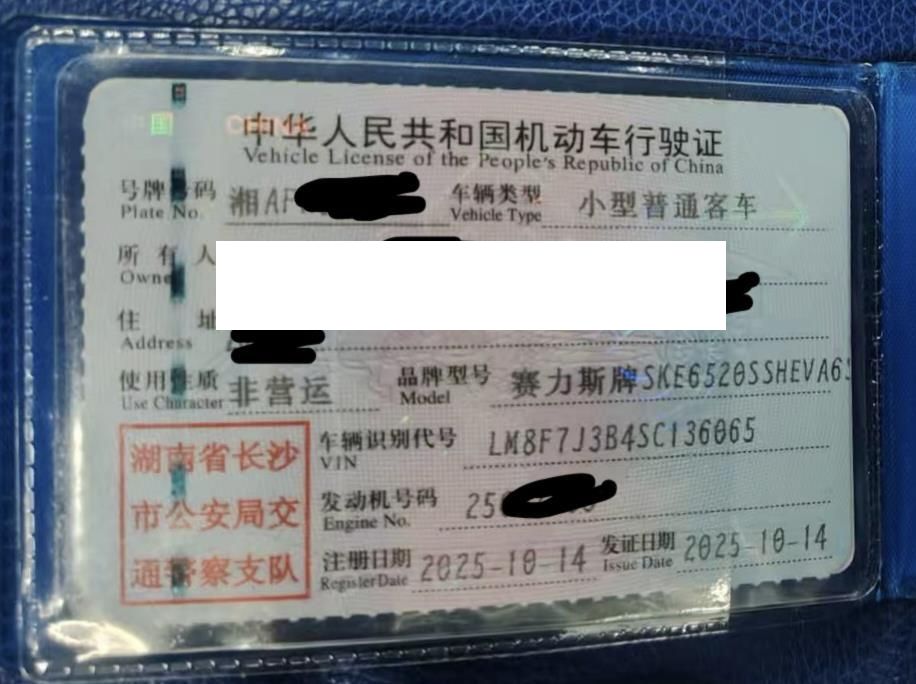 中国 CHINA
中华人民共和国机动车行驶证
Vehicle License of the People's Republic of China
号牌号码 湘A 车辆类型 小型普通客车
Plate No. Vehicle Type
所有人
Owner
住址
Address
使用性质 非营运 品牌型号 赛力斯牌SKE6520SSHEVA6S
Use Character Model
湖南省长沙
市公安局交
通警察支队
车辆识别代号 LM8F7J3B4SC136065
VIN
发动机号码 25
Engine No.
注册日期 2025-10-14 发证日期 2025-10-14
Register Date Issue Date